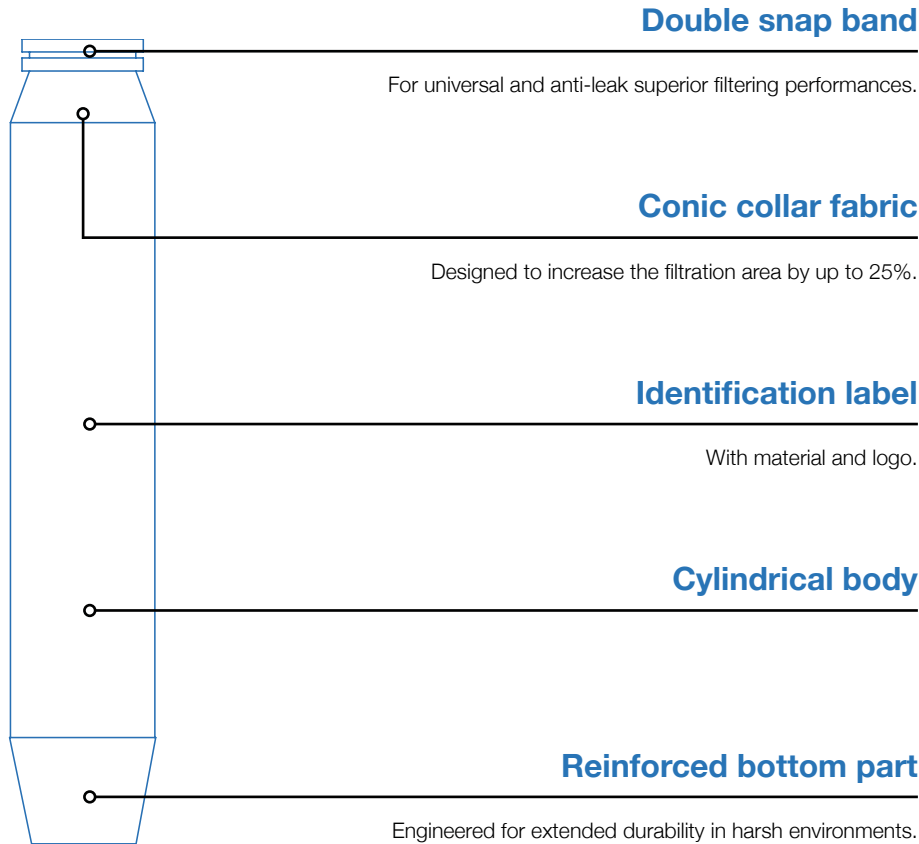 Double snap band
For universal and anti-leak superior filtering performances.
Conic collar fabric
Designed to increase the filtration area by up to 25%.
Identification label
With material and logo.
Cylindrical body
Reinforced bottom part
Engineered for extended durability in harsh environments.